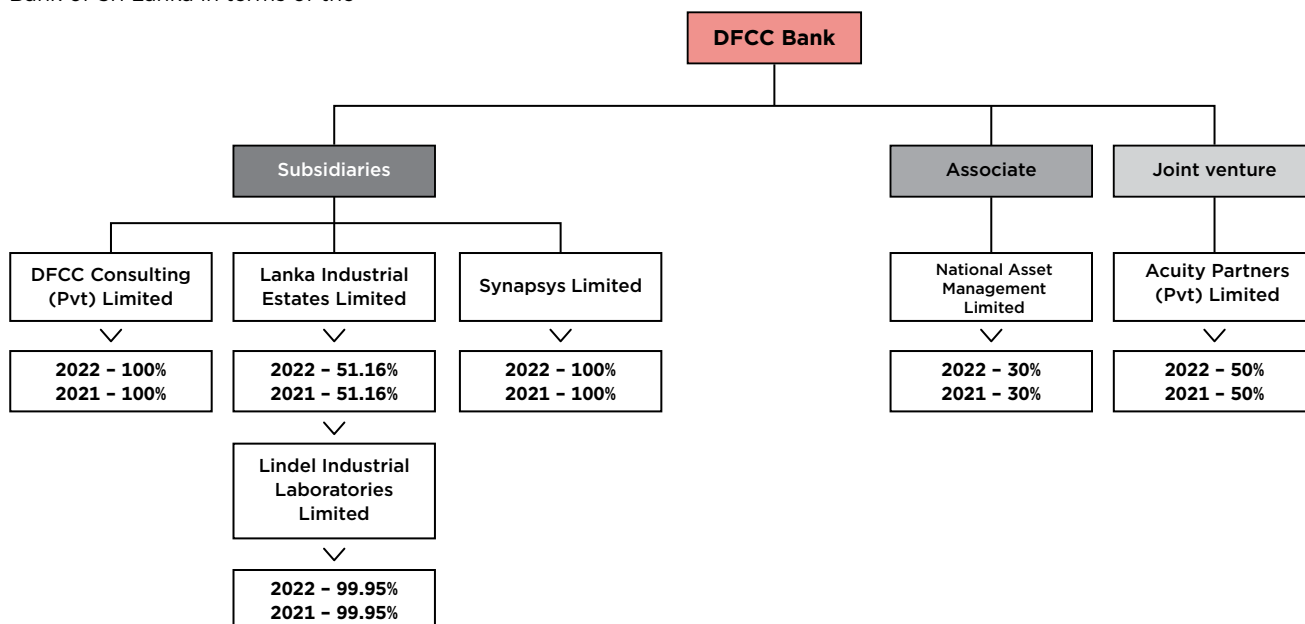 Bank of Sri Lanka in terms of the
DFCC Bank
Subsidiaries
Associate
Joint venture
DFCC Consulting
(Pvt) Limited
Lanka Industrial
Estates Limited
Synapsys Limited
National Asset
Management
Limited
Acuity Partners
(Pvt) Limited
2022 – 100%
2021 – 100%
2022 – 51.16%
2021 – 51.16%
2022 – 100%
2021 – 100%
2022 – 30%
2021 – 30%
2022 – 50%
2021 – 50%
Lindel Industrial
Laboratories
Limited
2022 – 99.95%
2021 – 99.95%